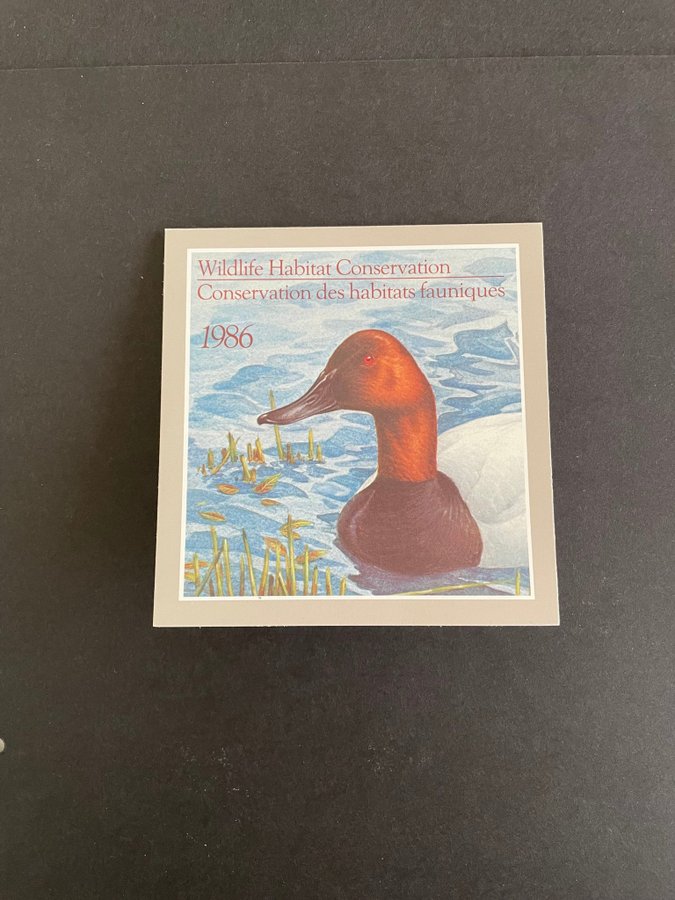 Wildlife Habitat Conservation
Conservation des habitats fauniques
1986